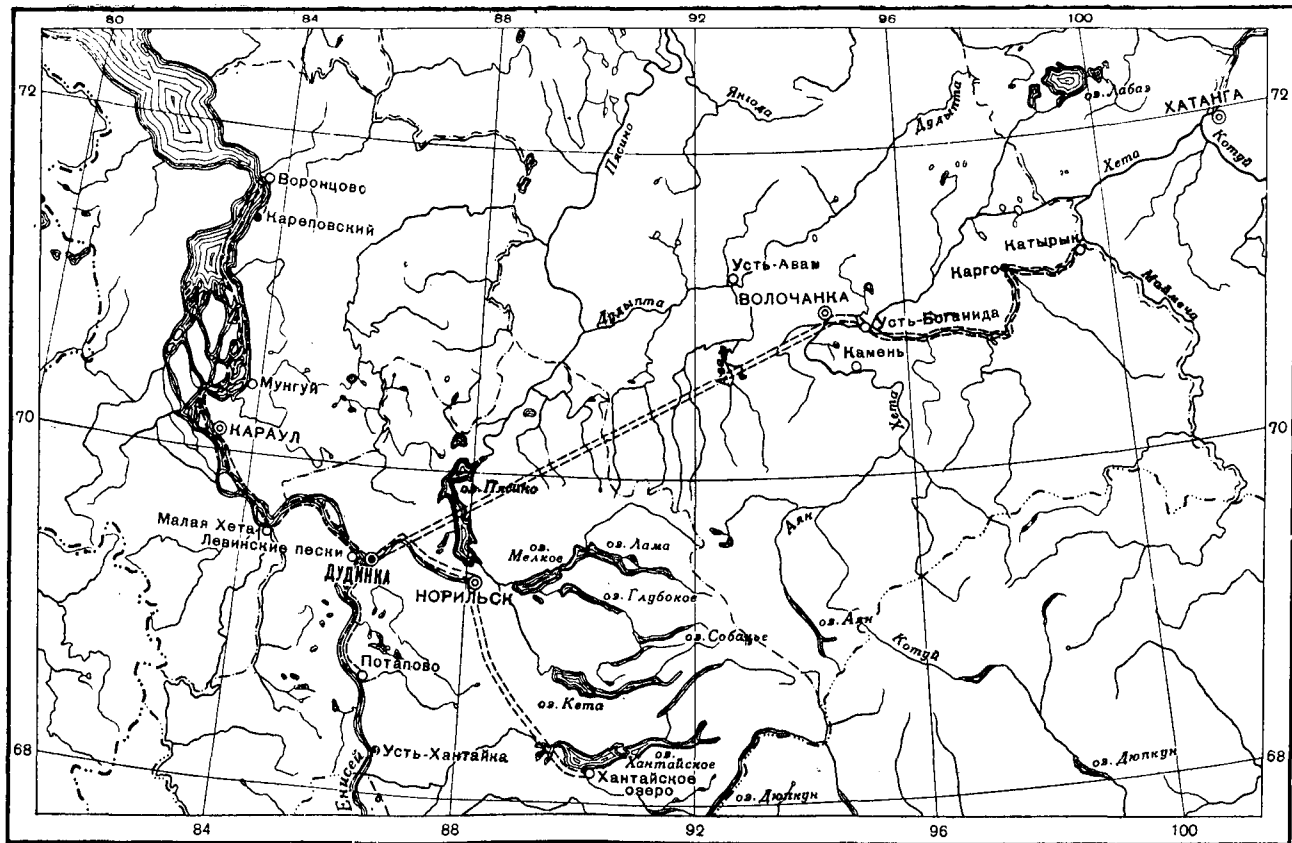 80 84 88 92 96 100
72
72
Янгода
Дудыпта
оз. Лабаз
ХАТАНГА
Котуй
Хета
Пясино
Воронцово
Кареповский
Катырык
Карго
Усть-Авам
ВОЛОЧАНКА
Усть-Боганида
Маймеча
Дудыпта
Камень
Мунгуй
Хета
70
КАРАУЛ
70
оз. Пясино
Малая Хета
Левинские пески
ДУДИНКА
НОРИЛЬСК
оз.
Мелкое
оз. Лама
оз. Глубокое
оз. Собачье
Аян
оз. Аян
Котуй
Потапово
оз. Кета
68
Усть-Хантайка
оз.
Хантайское
Хантайское
озеро
Енисей
оз. Дюпкун
оз. Дюпкун
68
84 88 92 96 100